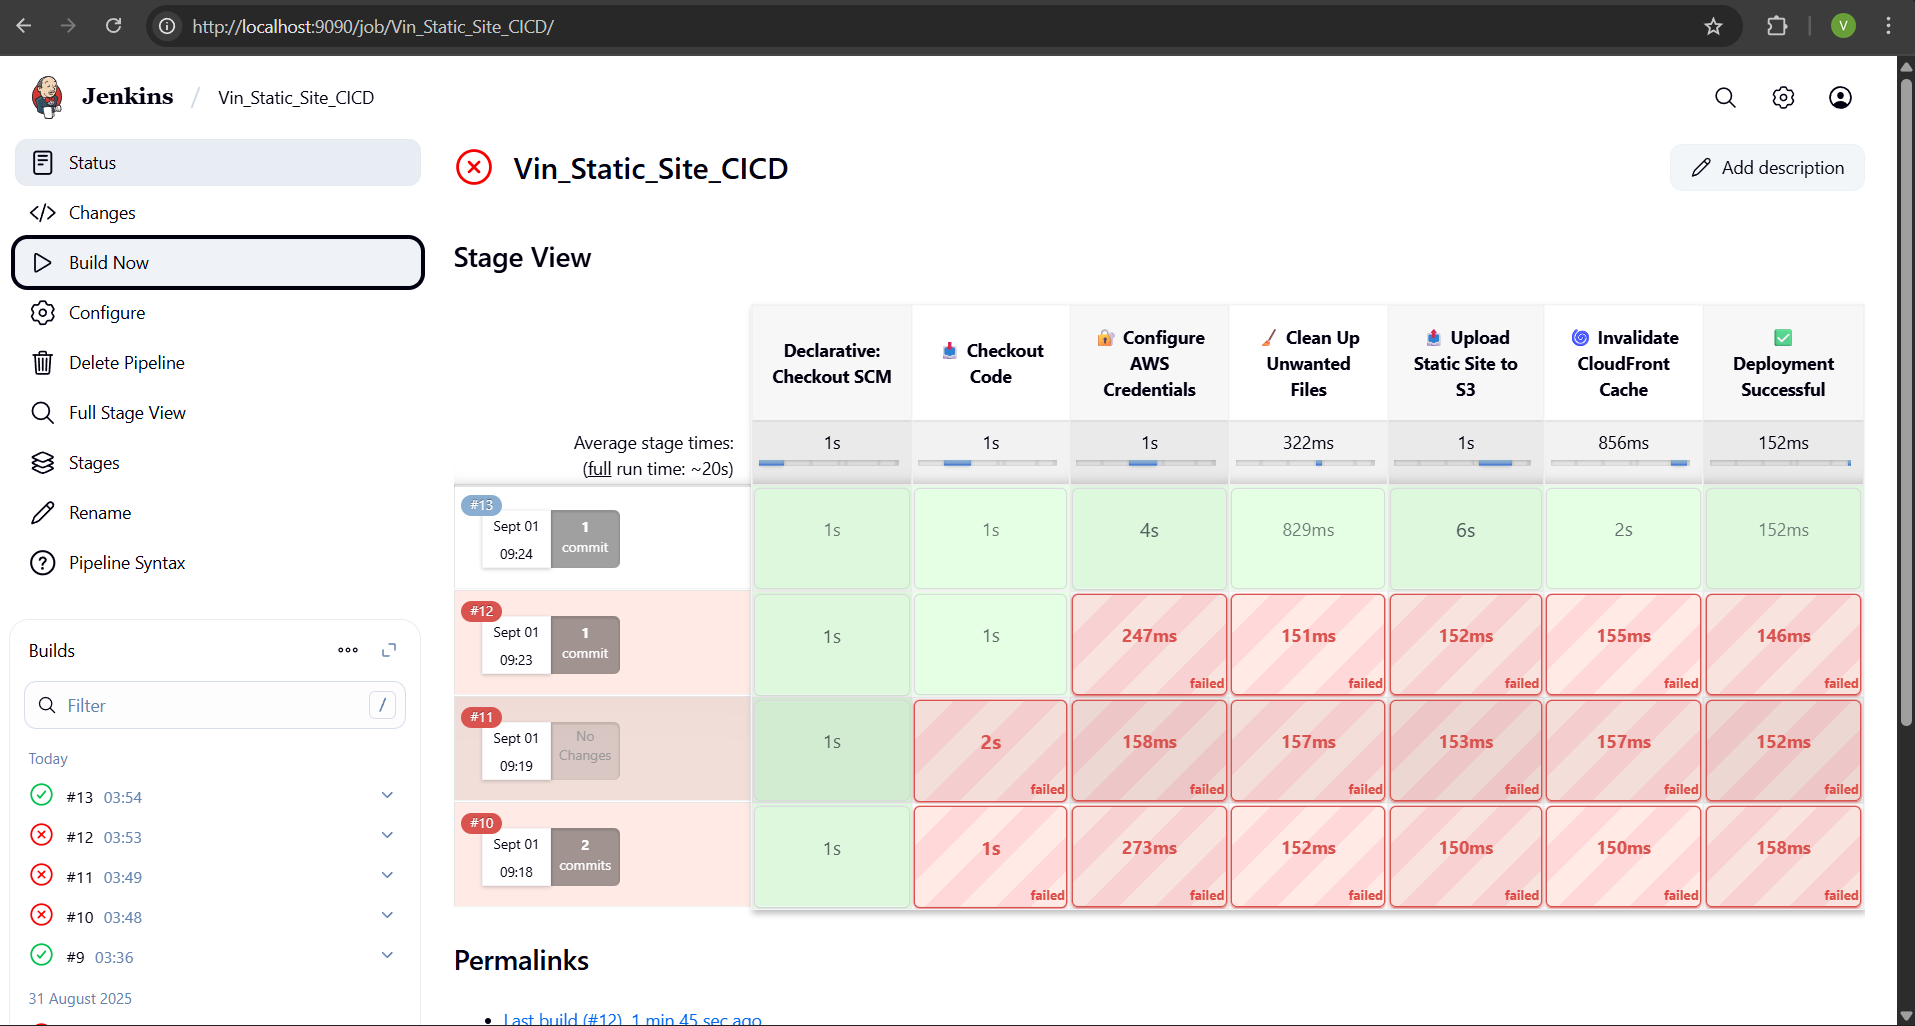 http://localhost:9090/job/Vin_Static_Site_CICD/
V
Jenkins / Vin_Static_Site_CICD
Status
Changes
Build Now
Configure
Delete Pipeline
Full Stage View
Stages
Rename
Pipeline Syntax
Builds
Filter /
Today
#13 03:54
#12 03:53
#11 03:49
#10 03:48
#9 03:36
31 August 2025
Vin_Static_Site_CICD
Add description
Stage View
Declarative:
Checkout SCM
Checkout
Code
Configure
AWS
Credentials
Clean Up
Unwanted
Files
Upload
Static Site to
S3
Invalidate
CloudFront
Cache
Deployment
Successful
Average stage times:
(full run time: ~20s)
1s 1s 1s 322ms 1s 856ms 152ms
#13
Sept 01
09:24
1
commit
1s 1s 4s 829ms 6s 2s 152ms
#12
Sept 01
09:23
1
commit
1s 1s 247ms 151ms 152ms 155ms 146ms
failed failed failed failed failed
#11
Sept 01
09:19
No
Changes
1s 2s 158ms 157ms 153ms 157ms 152ms
failed failed failed failed failed failed
#10
Sept 01
09:18
2
commits
1s 1s 273ms 152ms 150ms 150ms 158ms
failed failed failed failed failed failed
Permalinks
Last build (#12), 1 min 45 sec ago